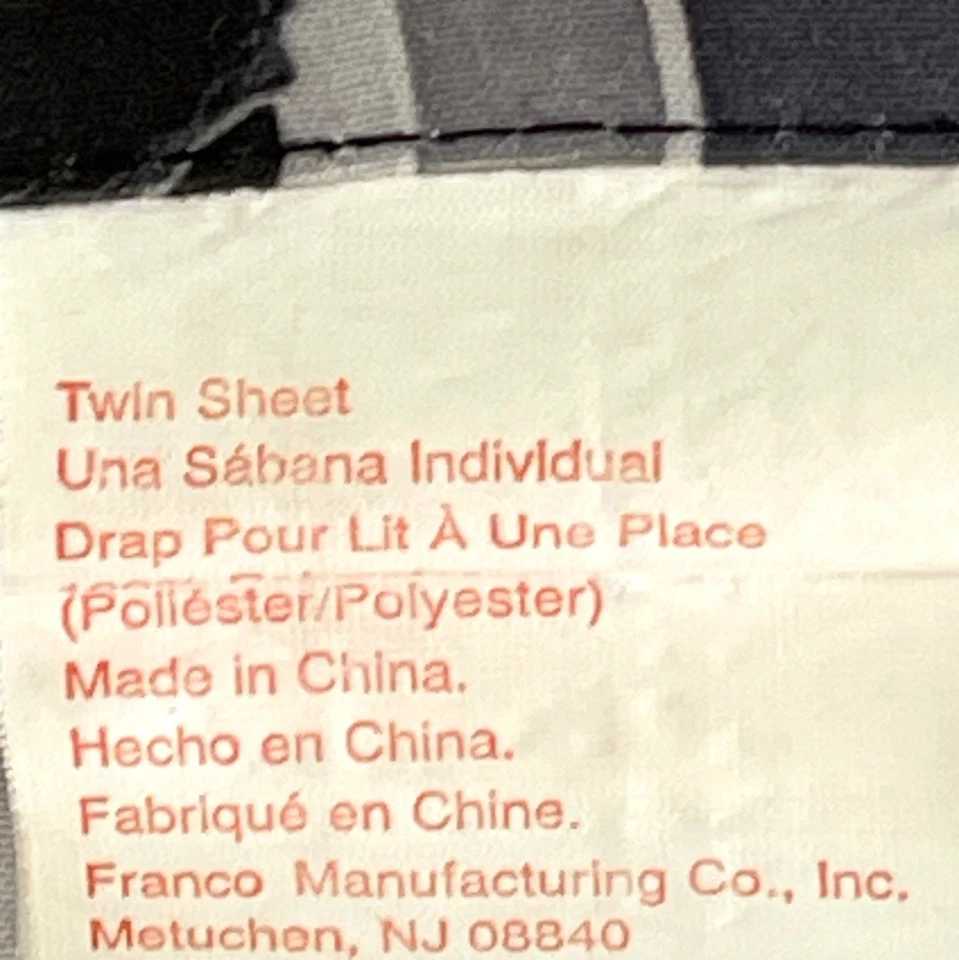 Twin Sheet
Una Sábana Individual
Drap Pour Lit À Une Place
(Poliéster/Polyester)
Made in China.
Hecho en China.
Fabriqué en Chine.
Franco Manufacturing Co., Inc.
Metuchen, NJ 08840